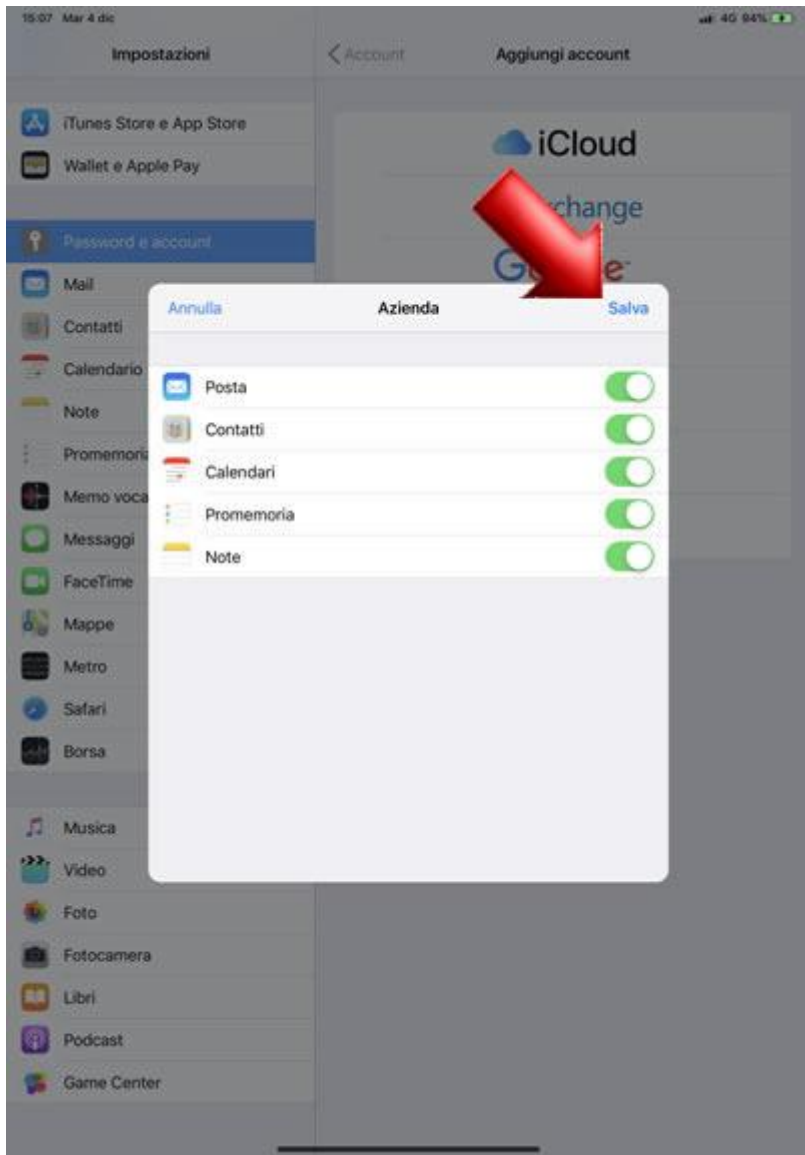 15:07 Mar 4 dic
4G 94%
Impostazioni
Account
Aggiungi account
iTunes Store e App Store
Wallet e Apple Pay
Password e account
Mail
Contatti
Calendario
Note
Promemoria
Memo voca
Messaggi
FaceTime
Mappe
Metro
Safari
Borsa
Musica
Video
Foto
Fotocamera
Libri
Podcast
Game Center
iCloud
change
G e
Annulla
Azienda
Salva
Posta
Contatti
Calendari
Promemoria
Note